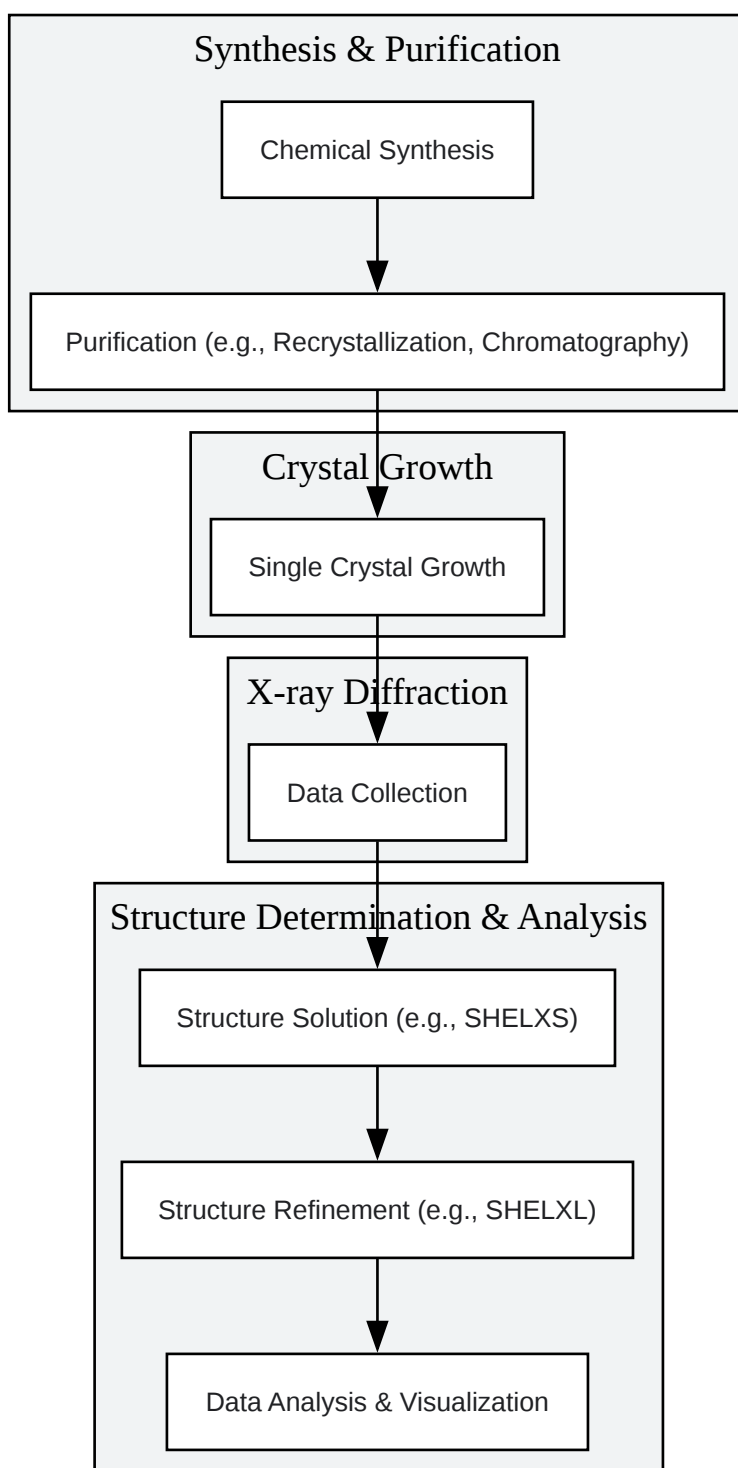 Synthesis & Purification
Chemical Synthesis
Purification (e.g., Recrystallization, Chromatography)
Crystal Growth
Single Crystal Growth
X-ray Diffraction
Data Collection
Structure Determination & Analysis
Structure Solution (e.g., SHELXS)
Structure Refinement (e.g., SHELXL)
Data Analysis & Visualization